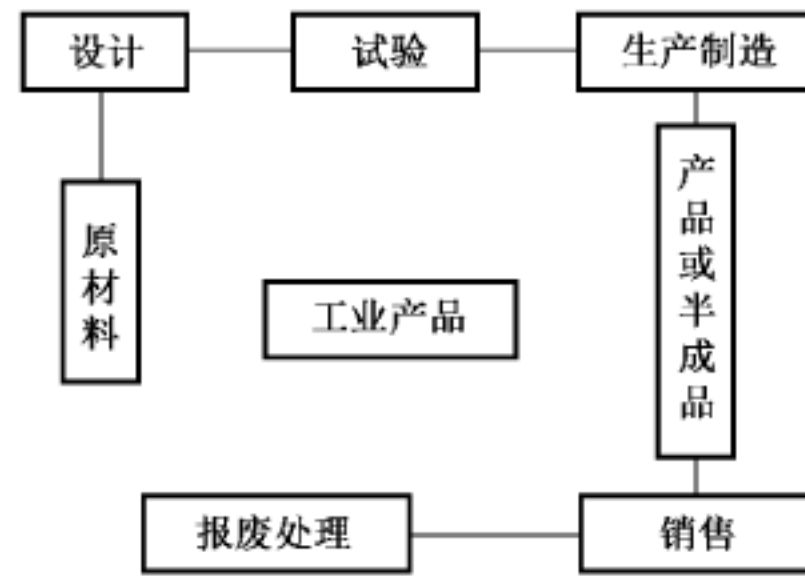 设计
试验
生产制造
原材料
产品或半成品
工业产品
报废处理
销售